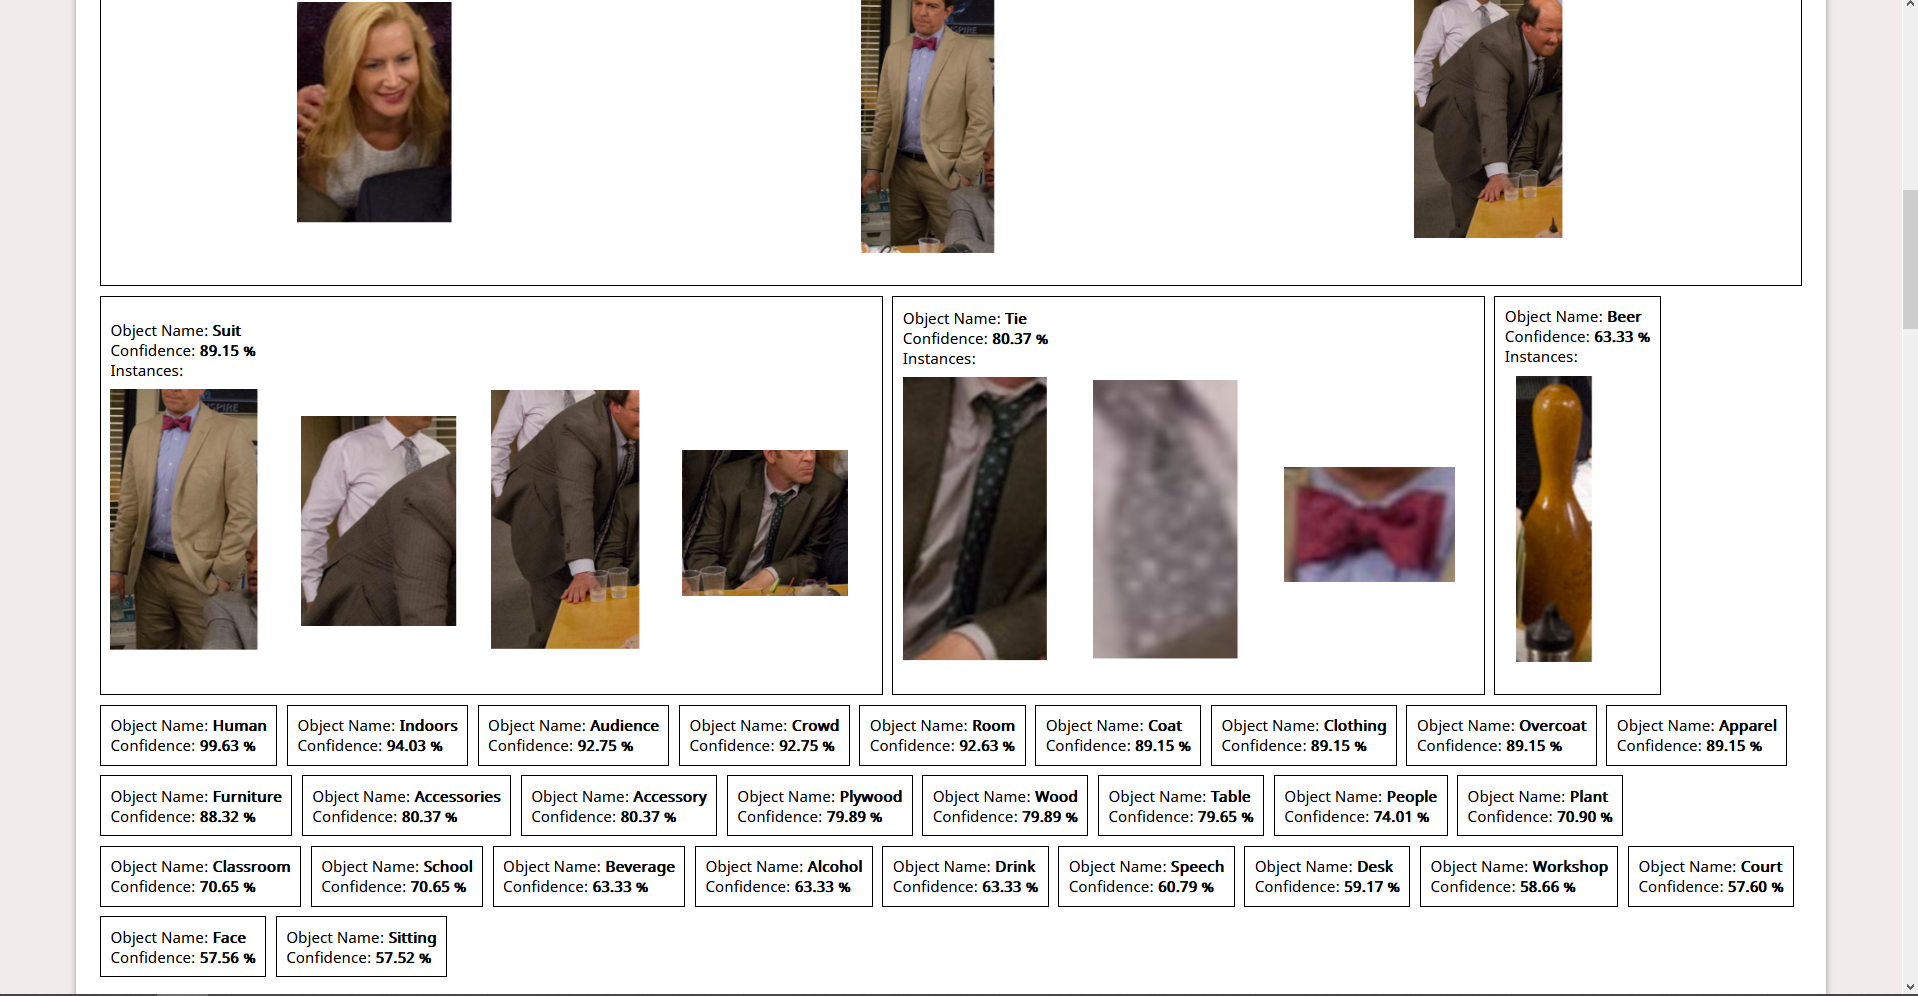 SPIRE
Object Name: Suit
Confidence: 89.15 %
Instances:
SPIRE
Object Name: Tie
Confidence: 80.37 %
Instances:
Object Name: Beer
Confidence: 63.33 %
Instances:
Object Name: Human
Confidence: 99.63 %
Object Name: Indoors
Confidence: 94.03 %
Object Name: Audience
Confidence: 92.75 %
Object Name: Crowd
Confidence: 92.75 %
Object Name: Room
Confidence: 92.63 %
Object Name: Coat
Confidence: 89.15 %
Object Name: Clothing
Confidence: 89.15 %
Object Name: Overcoat
Confidence: 89.15 %
Object Name: Apparel
Confidence: 89.15 %
Object Name: Furniture
Confidence: 88.32 %
Object Name: Accessories
Confidence: 80.37 %
Object Name: Accessory
Confidence: 80.37 %
Object Name: Plywood
Confidence: 79.89 %
Object Name: Wood
Confidence: 79.89 %
Object Name: Table
Confidence: 79.65 %
Object Name: People
Confidence: 74.01 %
Object Name: Plant
Confidence: 70.90 %
Object Name: Classroom
Confidence: 70.65 %
Object Name: School
Confidence: 70.65 %
Object Name: Beverage
Confidence: 63.33 %
Object Name: Alcohol
Confidence: 63.33 %
Object Name: Drink
Confidence: 63.33 %
Object Name: Speech
Confidence: 60.79 %
Object Name: Desk
Confidence: 59.17 %
Object Name: Workshop
Confidence: 58.66 %
Object Name: Court
Confidence: 57.60 %
Object Name: Face
Confidence: 57.56 %
Object Name: Sitting
Confidence: 57.52 %